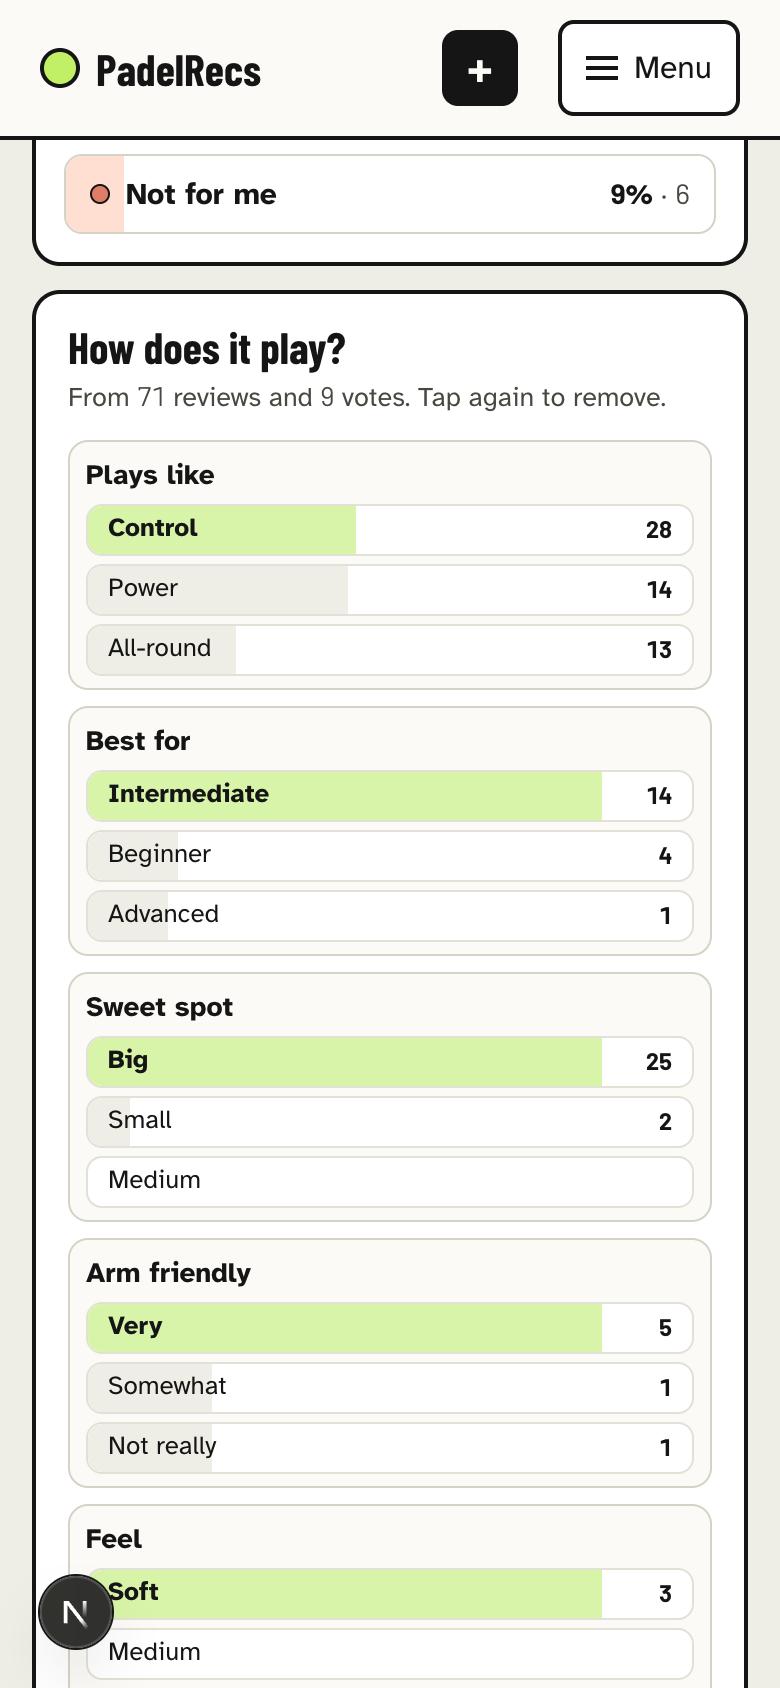 PadelRecs
+
Menu
Not for me 9% · 6
How does it play?
From 71 reviews and 9 votes. Tap again to remove.
Plays like
Control 28
Power 14
All-round 13
Best for
Intermediate 14
Beginner 4
Advanced 1
Sweet spot
Big 25
Small 2
Medium
Arm friendly
Very 5
Somewhat 1
Not really 1
Feel
Soft 3
N
Medium